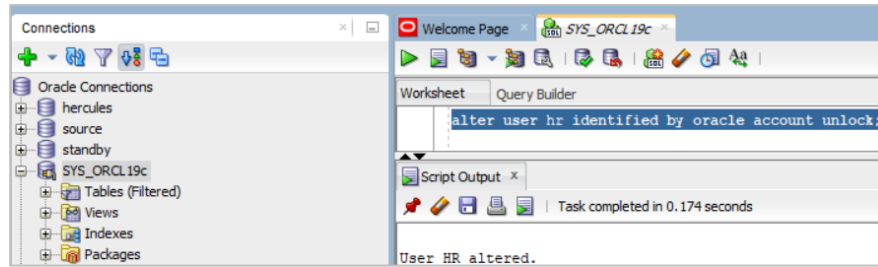 Connections
Oracle Connections
hercules
source
standby
SYS_ORCL19c
Tables (Filtered)
Views
Indexes
Packages
Welcome Page
SYS_ORCL19c
Worksheet Query Builder
alter user hr identified by oracle account unlock;
Script Output
Task completed in 0.174 seconds
User HR altered.